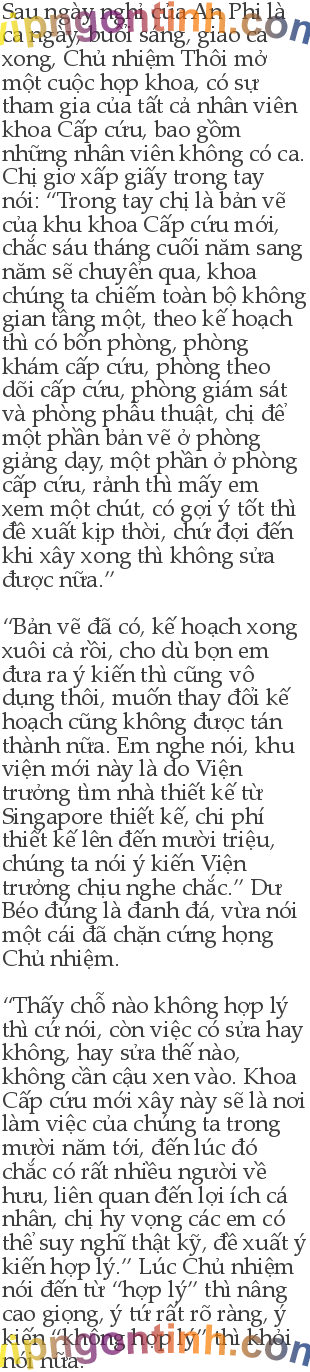 Sau ngày nghỉ của An Phi là
ca ngày, buổi sáng, giao ca
xong, Chủ nhiệm Thôi mở
một cuộc họp khoa, có sự
tham gia của tất cả nhân viên
khoa Cấp cứu, bao gồm
những nhân viên không có ca.
Chị giơ xấp giấy trong tay
nói: “Trong tay chị là bản vẽ
của khu khoa Cấp cứu mới,
chắc sáu tháng cuối năm sang
năm sẽ chuyển qua, khoa
chúng ta chiếm toàn bộ không
gian tầng một, theo kế hoạch
thì có bốn phòng, phòng
khám cấp cứu, phòng theo
dõi cấp cứu, phòng giám sát
và phòng phẫu thuật, chị để
một phần bản vẽ ở phòng
giảng dạy, một phần ở phòng
cấp cứu, rảnh thì mấy em
xem một chút, có gợi ý tốt thì
đề xuất kịp thời, chứ đợi đến
khi xây xong thì không sửa
được nữa.”
“Bản vẽ đã có, kế hoạch xong
xuôi cả rồi, cho dù bọn em
đưa ra ý kiến thì cũng vô
dụng thôi, muốn thay đổi kế
hoạch cũng không được tán
thành nữa. Em nghe nói, khu
viện mới này là do Viện
trưởng tìm nhà thiết kế từ
Singapore thiết kế, chi phí
thiết kế lên đến mười triệu,
chúng ta nói ý kiến Viện
trưởng chịu nghe chắc.” Dư
Béo đúng là đanh đá, vừa nói
một cái đã chặn cứng họng
Chủ nhiệm.
“Thấy chỗ nào không hợp lý
thì cứ nói, còn việc có sửa hay
không, hay sửa thế nào,
không cần cậu xen vào. Khoa
Cấp cứu mới xây này sẽ là nơi
làm việc của chúng ta trong
mười năm tới, đến lúc đó
chắc có rất nhiều người về
hưu, liên quan đến lợi ích cá
nhân, chị hy vọng các em có
thể suy nghĩ thật kỹ, đề xuất ý
kiến hợp lý.” Lúc Chủ nhiệm
nói đến từ “hợp lý” thì nâng
cao giọng, ý tứ rất rõ ràng, ý
kiến “không hợp lý” thì khỏi
nói nữa.